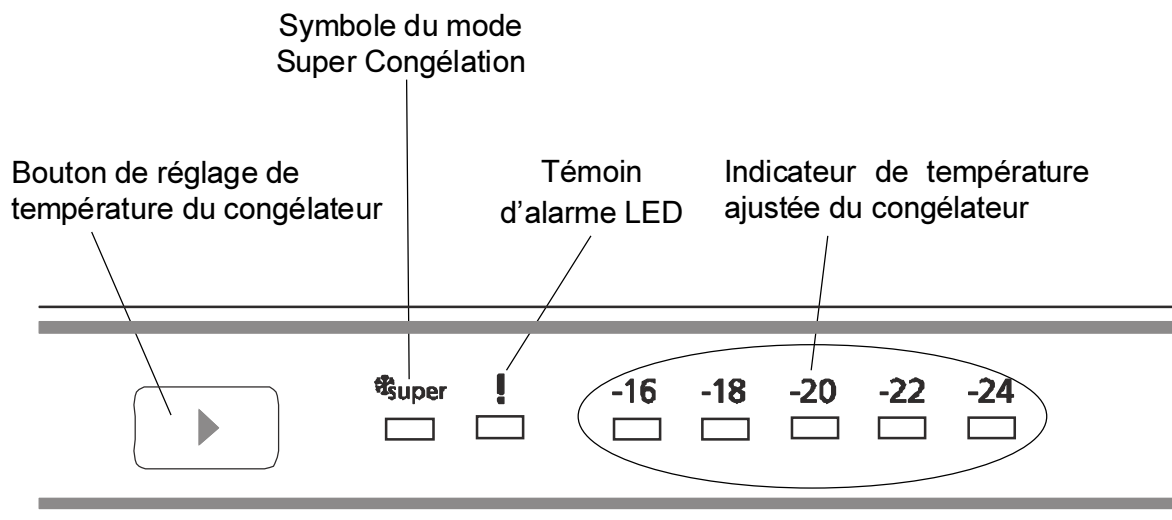 Symbole du mode
Super Congélation
Bouton de réglage de
température du congélateur
Témoin
d’alarme LED
Indicateur de température
ajustée du congélateur
super ! -16 -18 -20 -22 -24